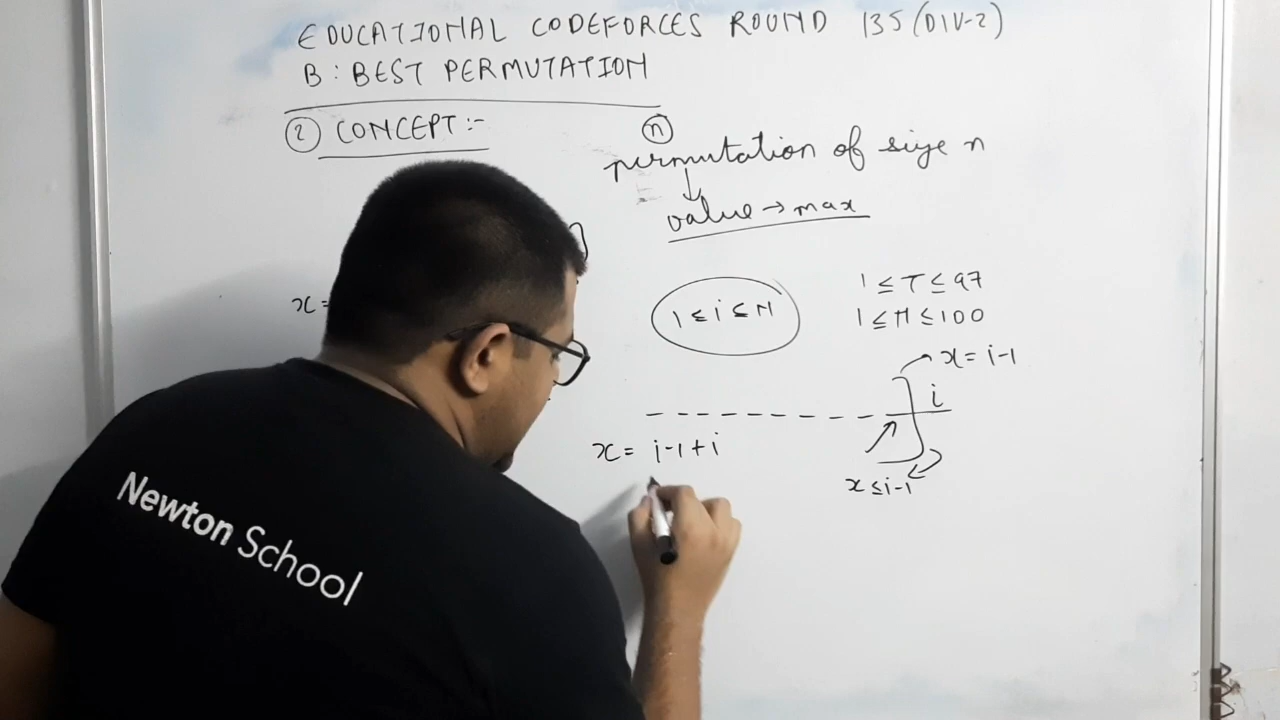 EDUCATIONAL CODEFORCES ROUND 135 (DIV-2)
B : BEST PERMUTATION
② CONCEPT :-
ⓝ
permutation of size n
value → max
x =
1 ≤ i ≤ N
1 ≤ T ≤ 97
1 ≤ N ≤ 100
x = i-1
i
x = i-1+i
x ≤ i-1
Newton School